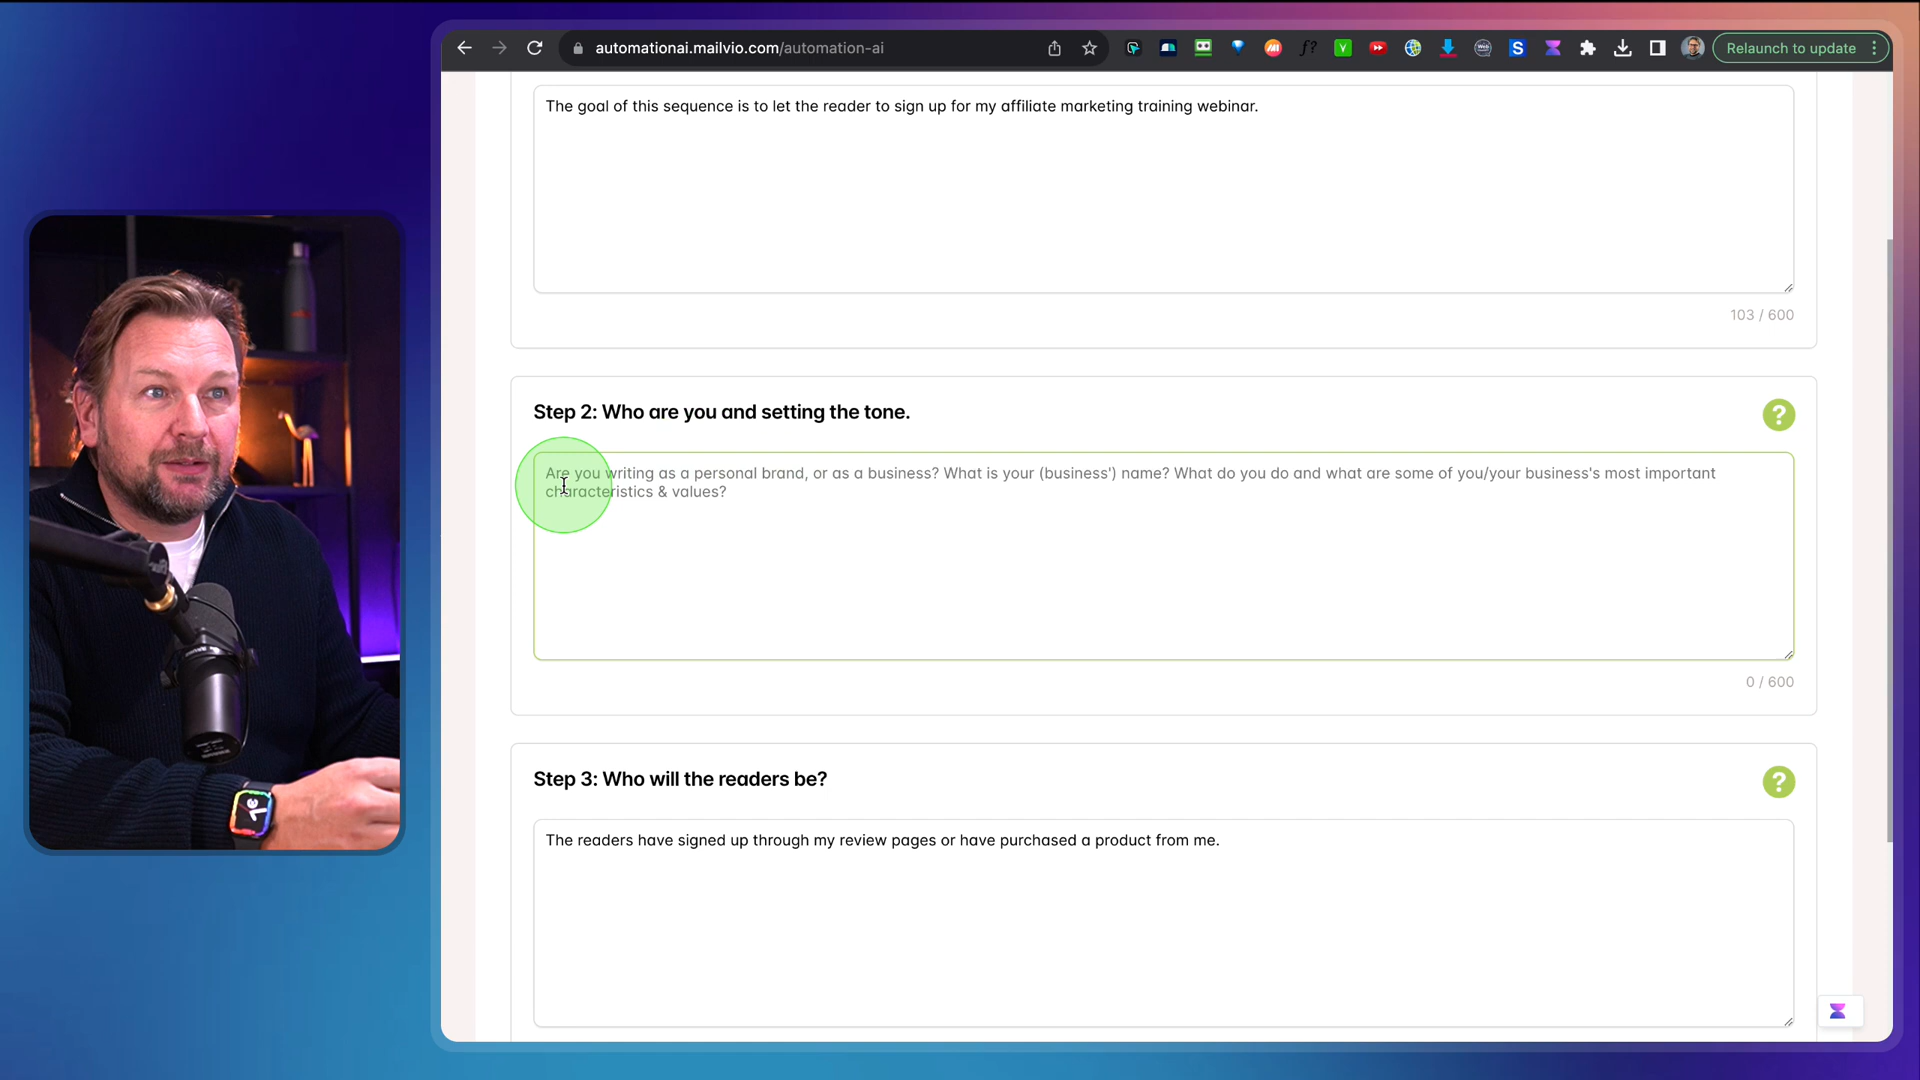 automationai.mailvio.com/automation-ai
Relaunch to update
The goal of this sequence is to let the reader to sign up for my affiliate marketing training webinar.
103 / 600
Step 2: Who are you and setting the tone.
?
Are you writing as a personal brand, or as a business? What is your (business') name? What do you do and what are some of you/your business's most important
characteristics & values?
0 / 600
Step 3: Who will the readers be?
?
The readers have signed up through my review pages or have purchased a product from me.